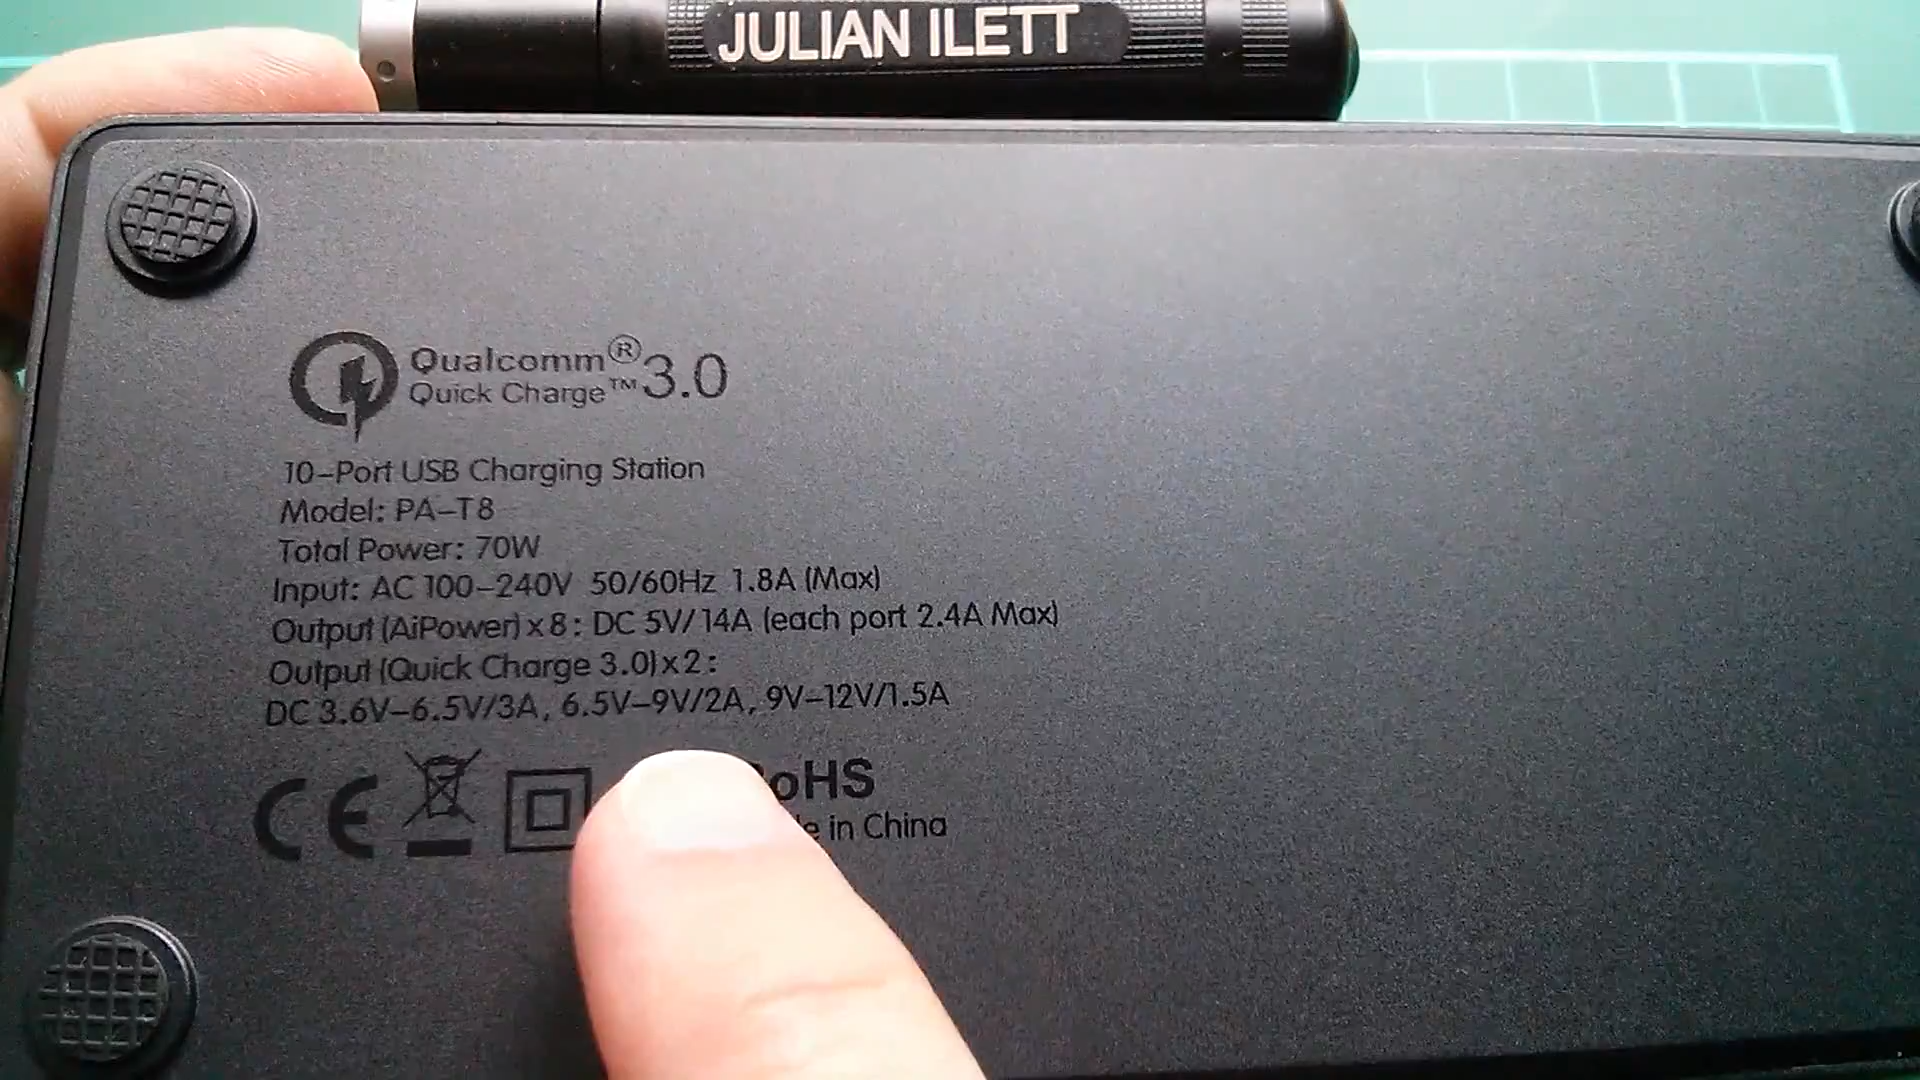 JULIAN ILETT
Qualcomm® 3.0
Quick Charge™
10-Port USB Charging Station
Model: PA-T8
Total Power: 70W
Input: AC 100-240V 50/60Hz 1.8A (Max)
Output (AiPower) x 8 : DC 5V/14A (each port 2.4A Max)
Output (Quick Charge 3.0) x 2 :
DC 3.6V-6.5V/3A, 6.5V-9V/2A, 9V-12V/1.5A
CE
oHS
in China